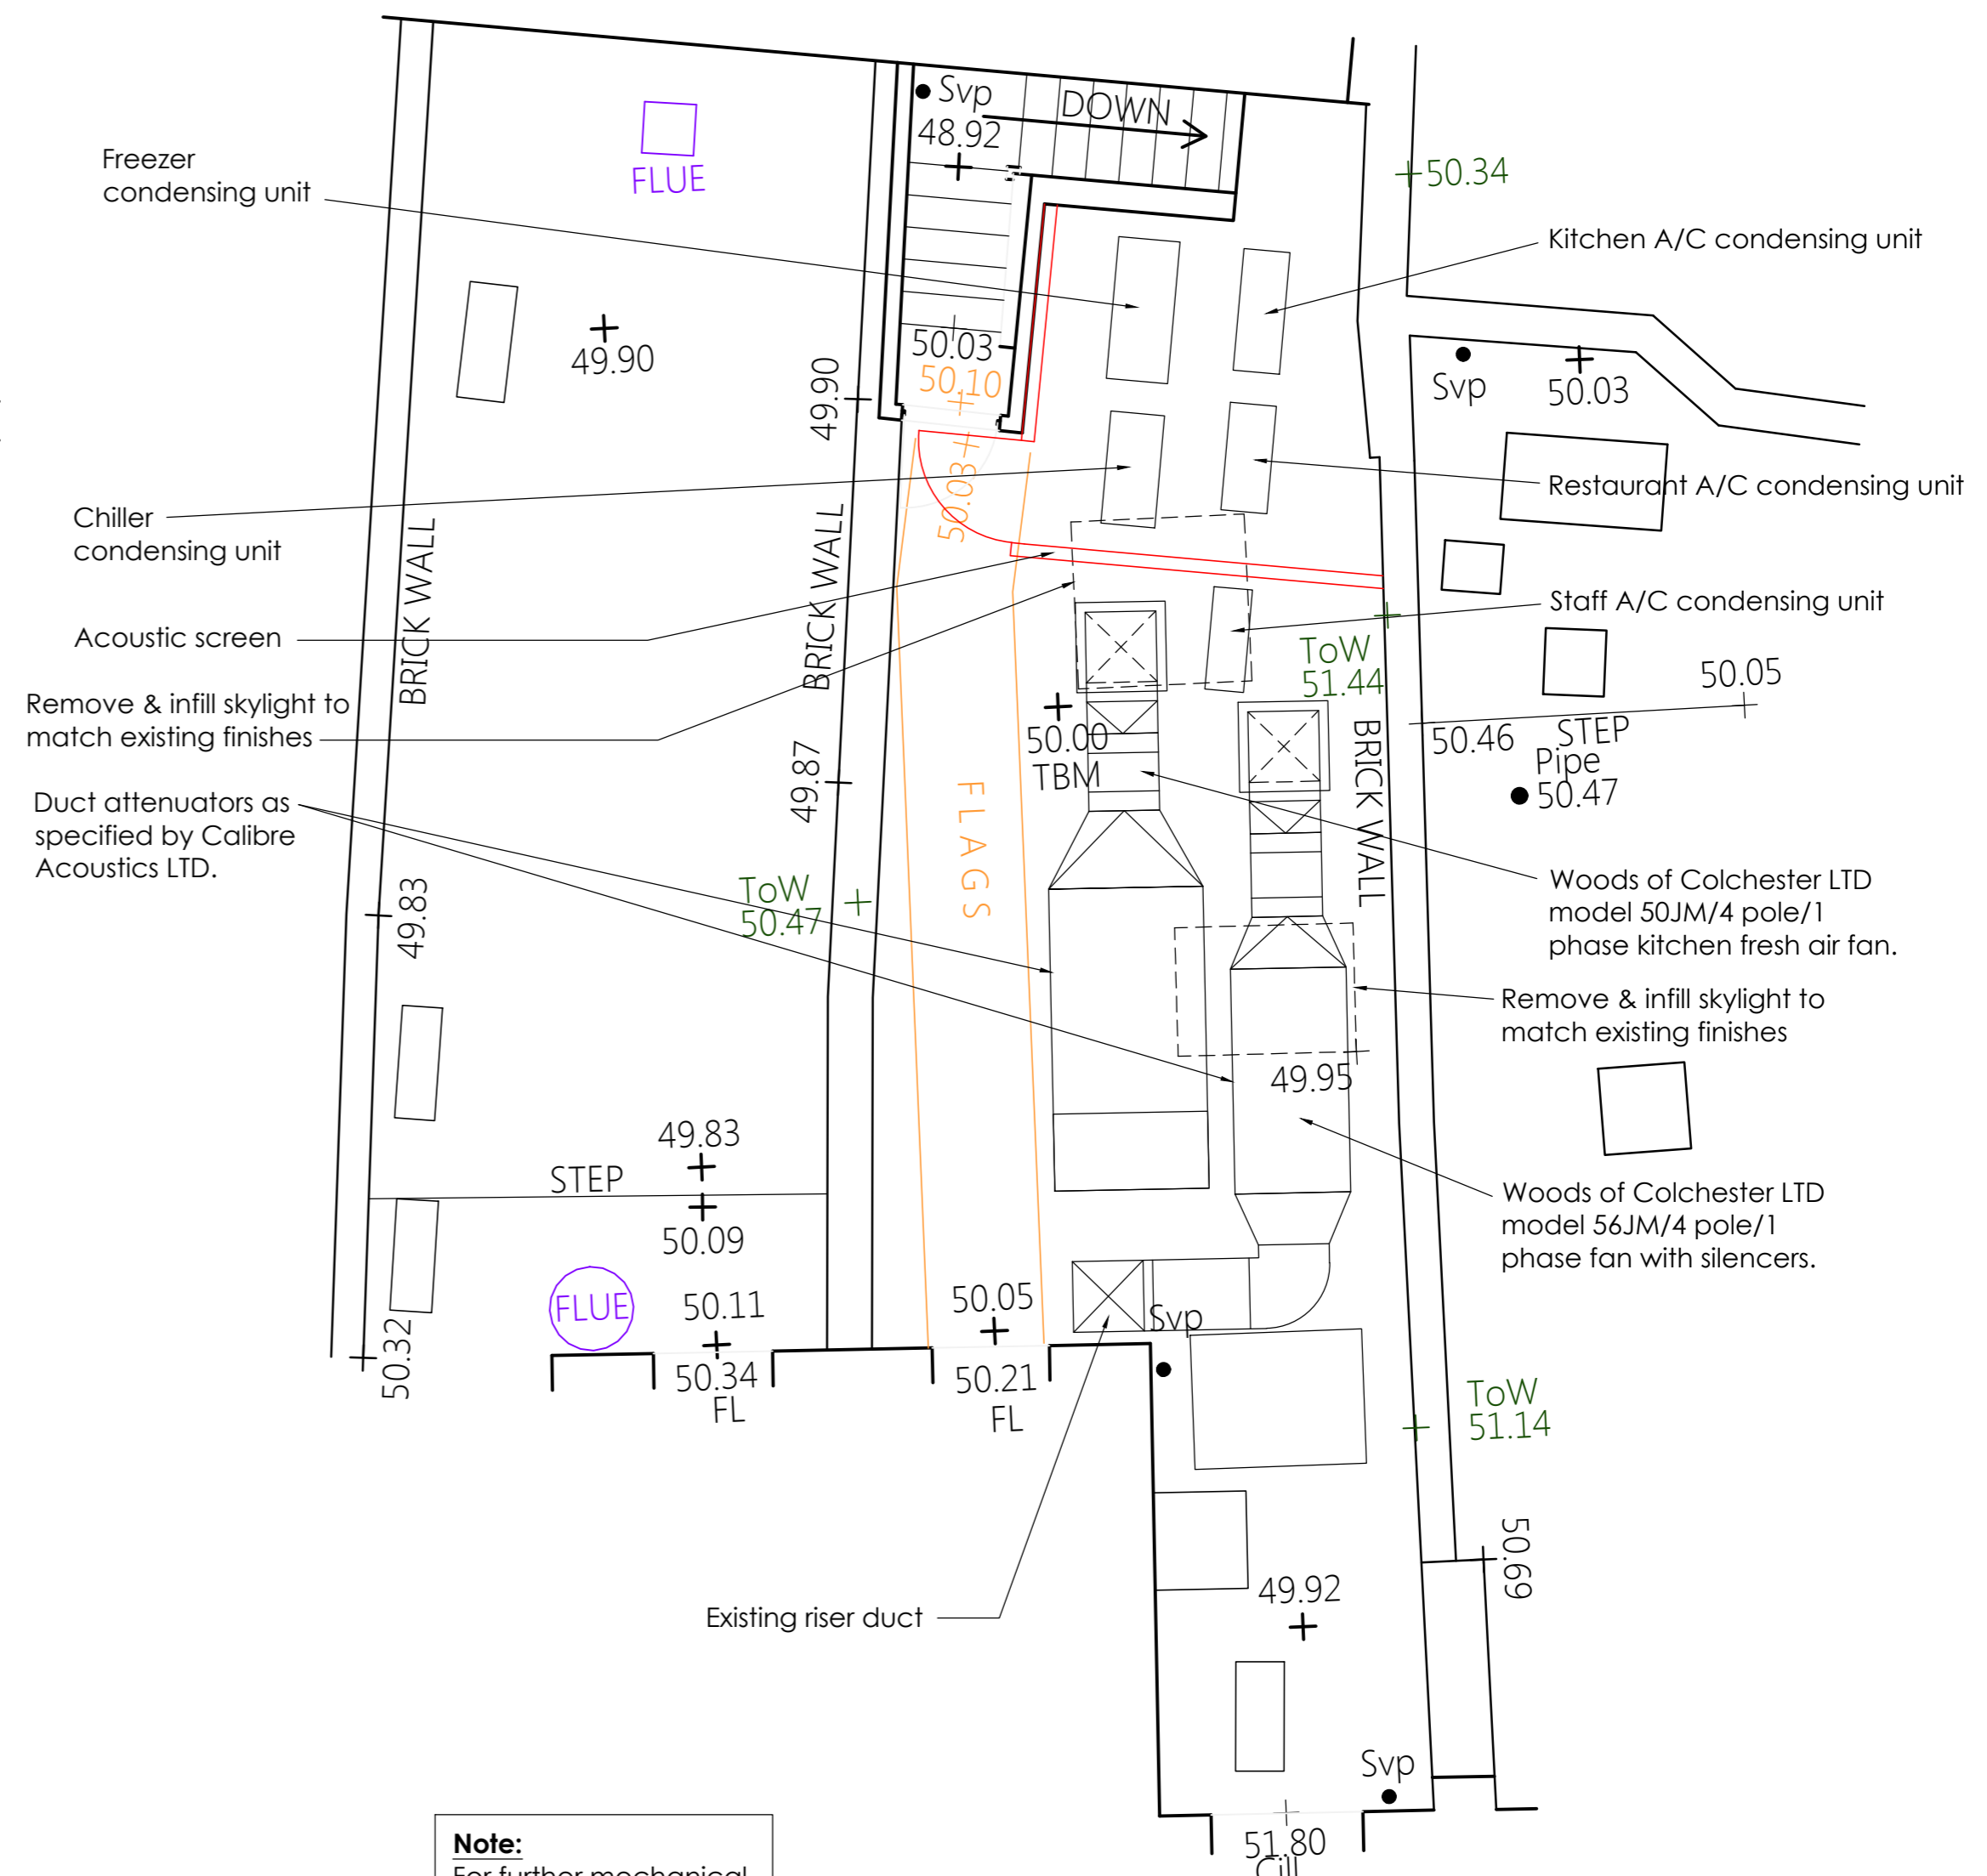 Svp
48.92
DOWN
Freezer
condensing unit
FLUE
50.34
Kitchen A/C condensing unit
49.90
49.90
50.03
50.10
50.03
Svp
50.03
Chiller
condensing unit
BRICK WALL
BRICK WALL
Restaurant A/C condensing unit
Acoustic screen
Staff A/C condensing unit
ToW
51.44
50.05
Remove & infill skylight to
match existing finishes
50.00
TBM
BRICK WALL
50.46
STEP
Pipe
50.47
49.87
Duct attenuators as
specified by Calibre
Acoustics LTD.
FLAGS
49.83
ToW
50.47
Woods of Colchester LTD
model 50JM/4 pole/1
phase kitchen fresh air fan.
Remove & infill skylight to
match existing finishes
49.95
49.83
STEP
50.09
Woods of Colchester LTD
model 56JM/4 pole/1
phase fan with silencers.
FLUE
50.11
50.05
Svp
50.32
50.34
FL
50.21
FL
ToW
51.14
50.69
Existing riser duct
49.92
Svp
51.80
Cill
Note:
For further mechanical